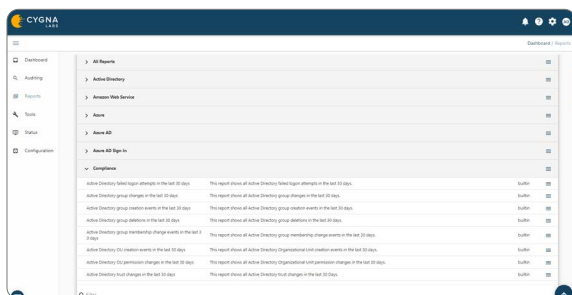 CYGNA
LABS
Dashboard / Reports
Dashboard
Auditing
Reports
Tools
Status
Configuration
All Reports
Active Directory
Amazon Web Service
Azure
Azure AD
Azure AD Sign In
Compliance
Active Directory failed logon attempts in the last 30 days This report shows all Active Directory failed logon attempts in the last 30 days. builtin
Active Directory group changes in the last 30 days This report shows all Active Directory group changes in the last 30 days. builtin
Active Directory group creation events in the last 30 days This report shows all Active Directory group creation events in the last 30 days. builtin
Active Directory group deletions in the last 30 days This report shows all Active Directory group deletions in the last 30 days. builtin
Active Directory group membership change events in the last 3
0 days This report shows all Active Directory group membership change events in the last 30 days. builtin
Active Directory OU creation events in the last 30 days This report shows all Active Directory Organizational Unit creation events in the last 30 days. builtin
Active Directory OU permission changes in the last 30 days This report shows all Active Directory Organizational Unit permission changes in the last 30 days. builtin
Active Directory trust changes in the last 30 days This report shows all Active Directory trust changes in the last 30 Days. builtin